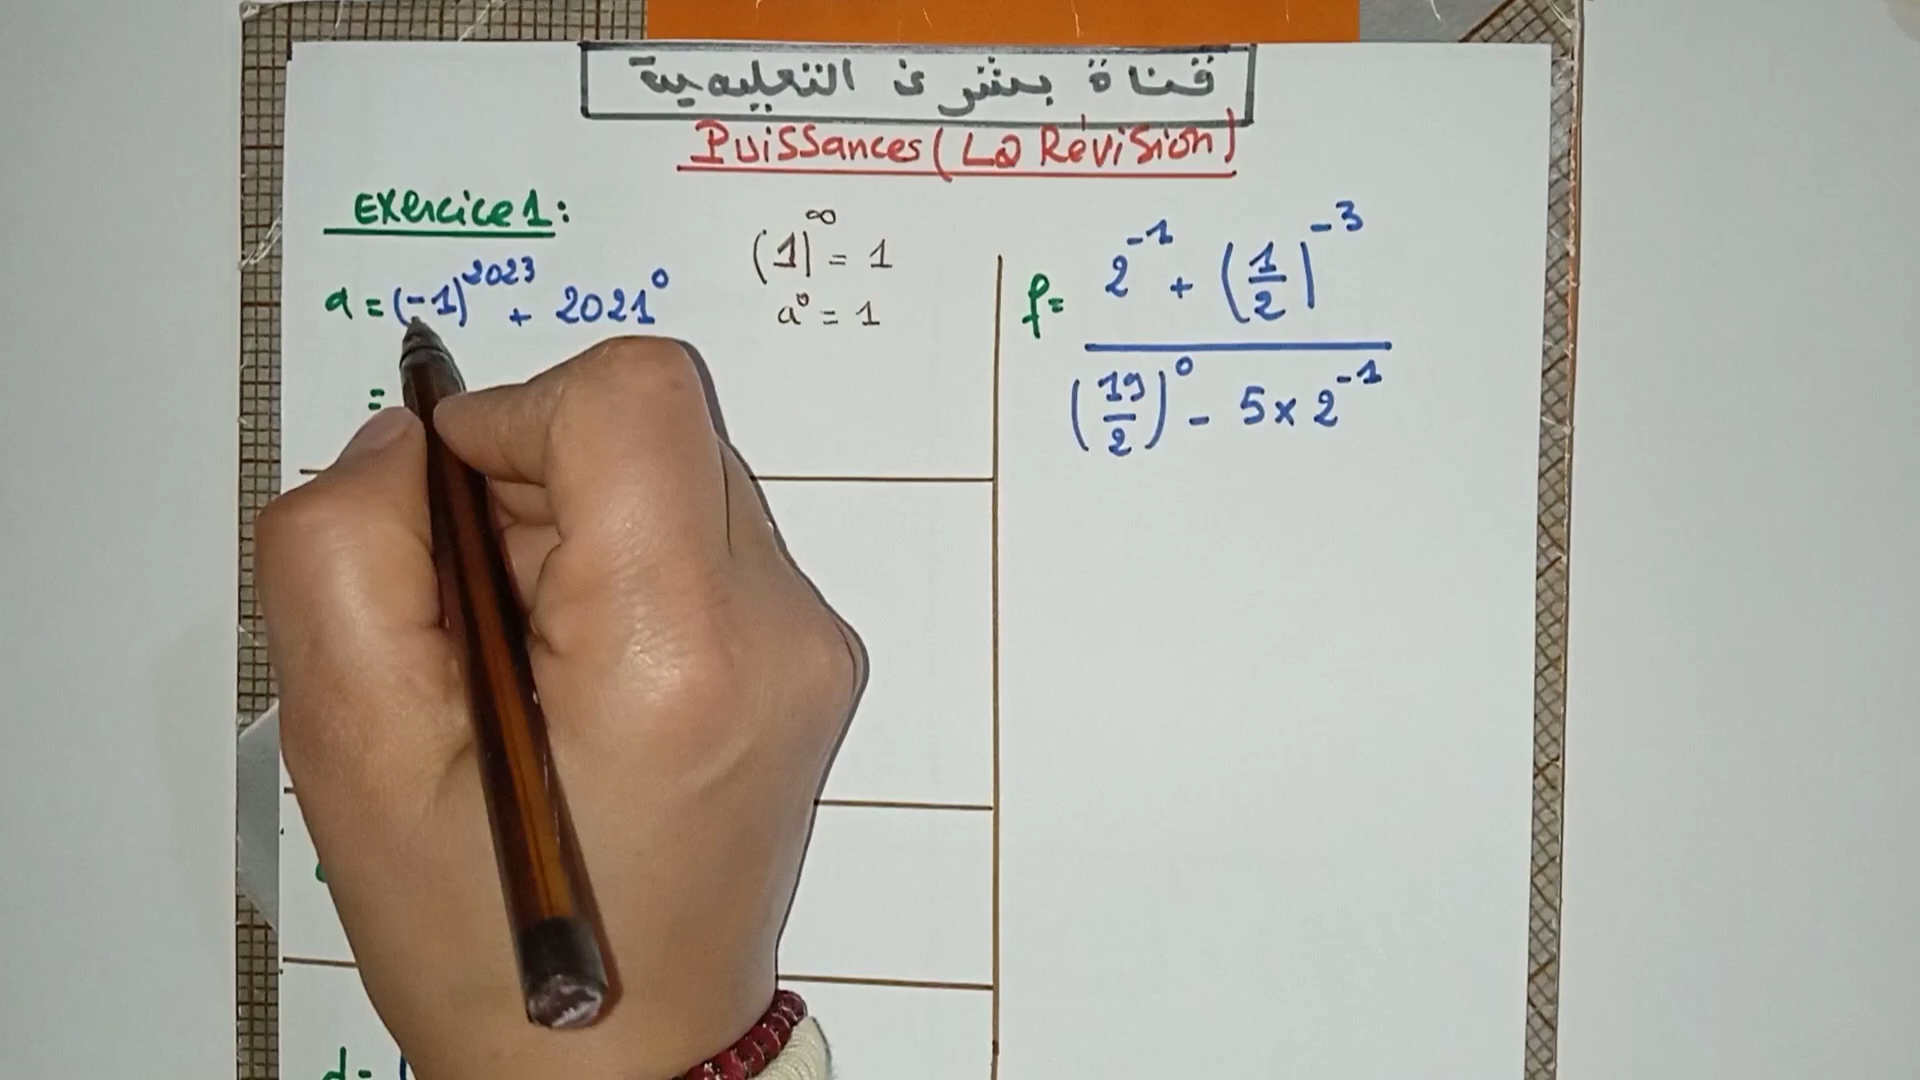 قناة بشرى التعليمية
Puissances (La Révision)
Exercice 1:
a = (-1)^2023 + 2021^0
=
(1)^∞ = 1
a^0 = 1
f = (2^-1 + (1/2)^-3) / ((19/2)^0 - 5 × 2^-1)
d = (